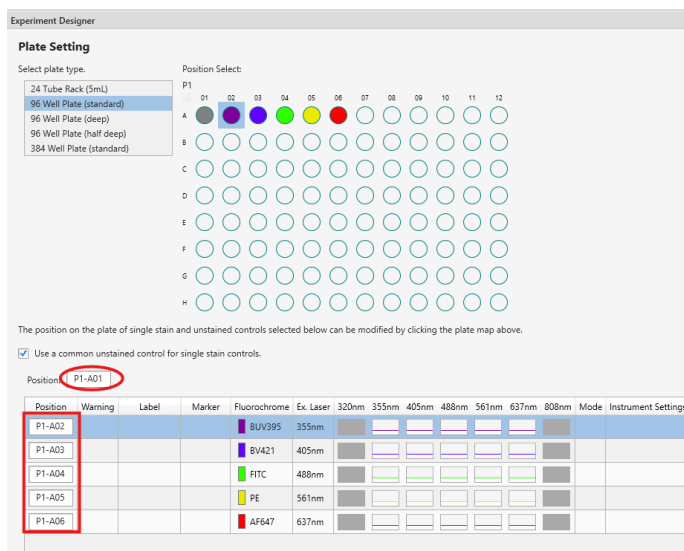 Experiment Designer
Plate Setting
Select plate type.
24 Tube Rack (5mL)
96 Well Plate (standard)
96 Well Plate (deep)
96 Well Plate (half deep)
384 Well Plate (standard)
Position Select:
P1
01 02 03 04 05 06 07 08 09 10 11 12
A
B
C
D
E
F
G
H
The position on the plate of single stain and unstained controls selected below can be modified by clicking the plate map above.
Use a common unstained control for single stain controls.
Position: P1-A01
Position Warning Label Marker Fluorochrome Ex. Laser 320nm 355nm 405nm 488nm 561nm 637nm 808nm Mode Instrument Settings
P1-A02 BUV395 355nm
P1-A03 BV421 405nm
P1-A04 FITC 488nm
P1-A05 PE 561nm
P1-A06 AF647 637nm